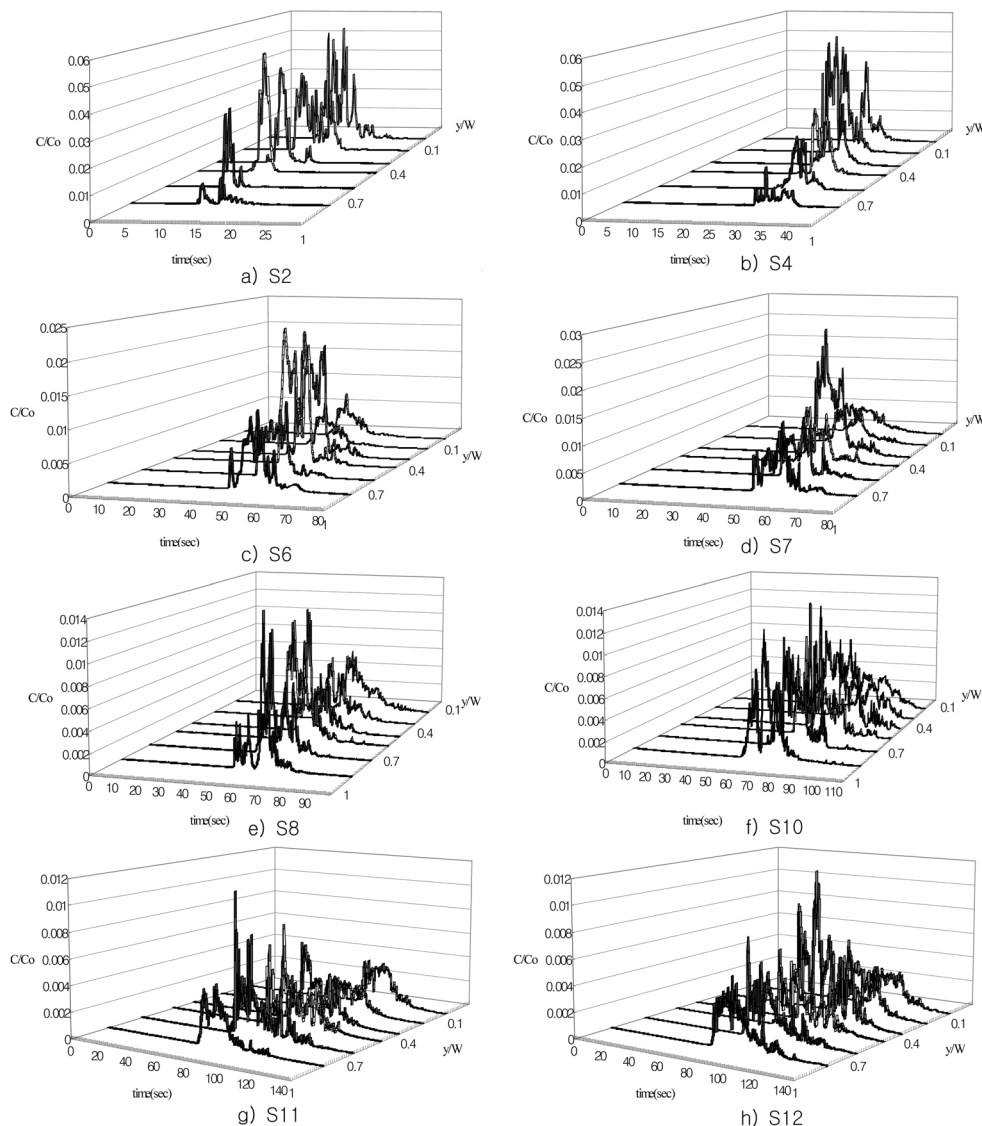 0.06
0.05
0.04
0.03
0.02
0.01
0
C/Co
0 5 10 15 20 25
time(sec)
1
0.7
0.4
0.1
y/W
a) S2
0.06
0.05
0.04
0.03
0.02
0.01
0
C/Co
0 5 10 15 20 25 30 35 40
time(sec)
1
0.7
0.4
0.1
y/W
b) S4
0.025
0.02
0.015
0.01
0.005
0
C/Co
0 10 20 30 40 50 60 70 80
time(sec)
1
0.7
0.4
0.1
y/W
c) S6
0.03
0.025
0.02
0.015
0.01
0.005
0
C/Co
0 10 20 30 40 50 60 70 80
time(sec)
1
0.7
0.4
0.1
y/W
d) S7
0.014
0.012
0.01
0.008
0.006
0.004
0.002
0
C/Co
0 10 20 30 40 50 60 70 80 90
time(sec)
1
0.7
0.4
0.1
y/W
e) S8
0.014
0.012
0.01
0.008
0.006
0.004
0.002
0
C/Co
0 10 20 30 40 50 60 70 80 90 100 110
time(sec)
1
0.7
0.4
0.1
y/W
f) S10
0.012
0.01
0.008
0.006
0.004
0.002
0
C/Co
0 20 40 60 80 100 120 140
time(sec)
1
0.7
0.4
0.1
y/W
g) S11
0.012
0.01
0.008
0.006
0.004
0.002
0
C/Co
0 20 40 60 80 100 120 140
time(sec)
1
0.7
0.4
0.1
y/W
h) S12